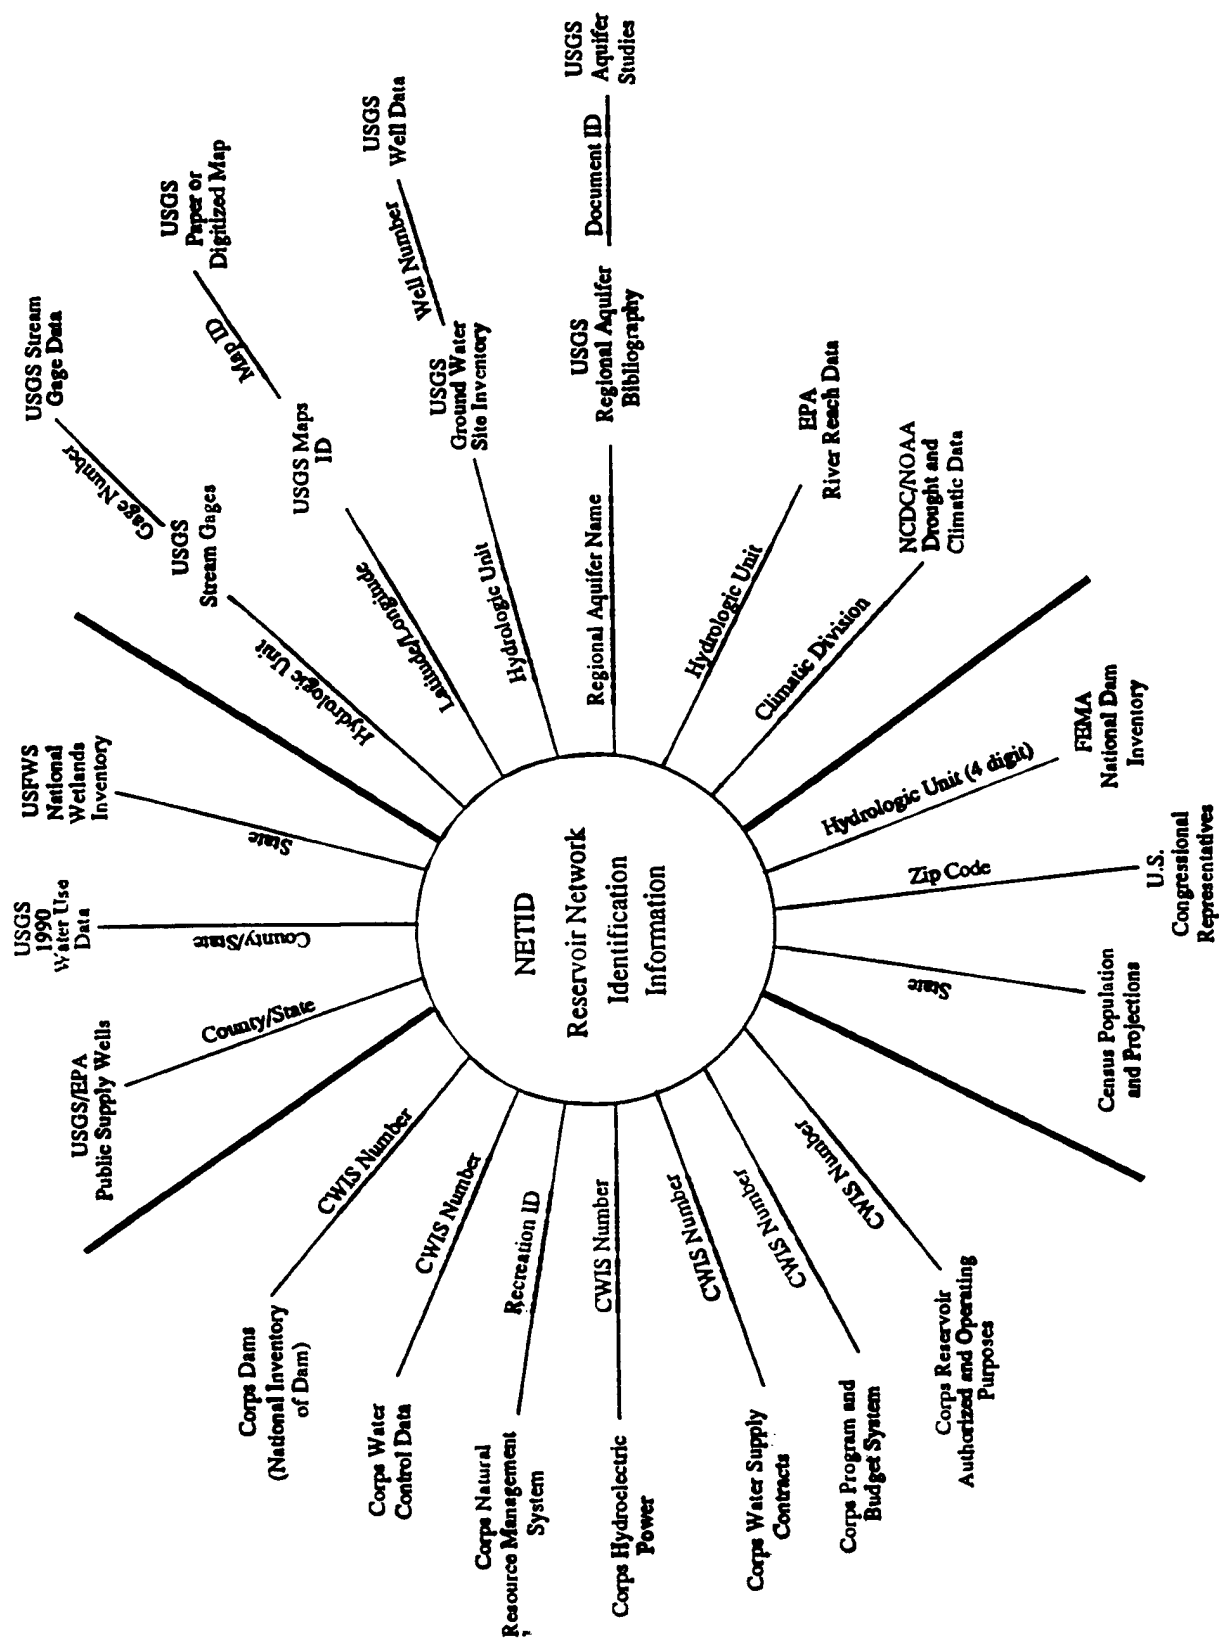 NETID
Reservoir Network
Identification
Information
County/State
USGS/EPA
Public Supply Wells
County/State
USGS
1990
Water Use
Data
State
USFWS
National
Wetlands
Inventory
Hydrologic Unit
USGS
Stream Gages
Gage Number
USGS Stream
Gage Data
Latitude/Longitude
USGS Maps
ID
Map ID
USGS
Paper or
Digitized Map
Hydrologic Unit
USGS
Ground Water
Site Inventory
Well Number
USGS
Well Data
Regional Aquifer Name
USGS
Regional Aquifer
Bibliography
Document ID
USGS
Aquifer
Studies
Hydrologic Unit
EPA
River Reach Data
Climatic Division
NCDC/NOAA
Drought and
Climatic Data
Hydrologic Unit (4 digit)
FEMA
National Dam
Inventory
Zip Code
U.S.
Congressional
Representatives
State
Census Population
and Projections
CWIS Number
Corps Reservoir
Authorized and Operating
Purposes
CWIS Number
Corps Program and
Budget System
CWIS Number
Corps Water Supply
Contracts
CWIS Number
Corps Hydroelectric
Power
Recreation ID
Corps Natural
Resource Management
System
CWIS Number
Corps Water
Control Data
CWIS Number
Corps Dams
(National Inventory
of Dam)